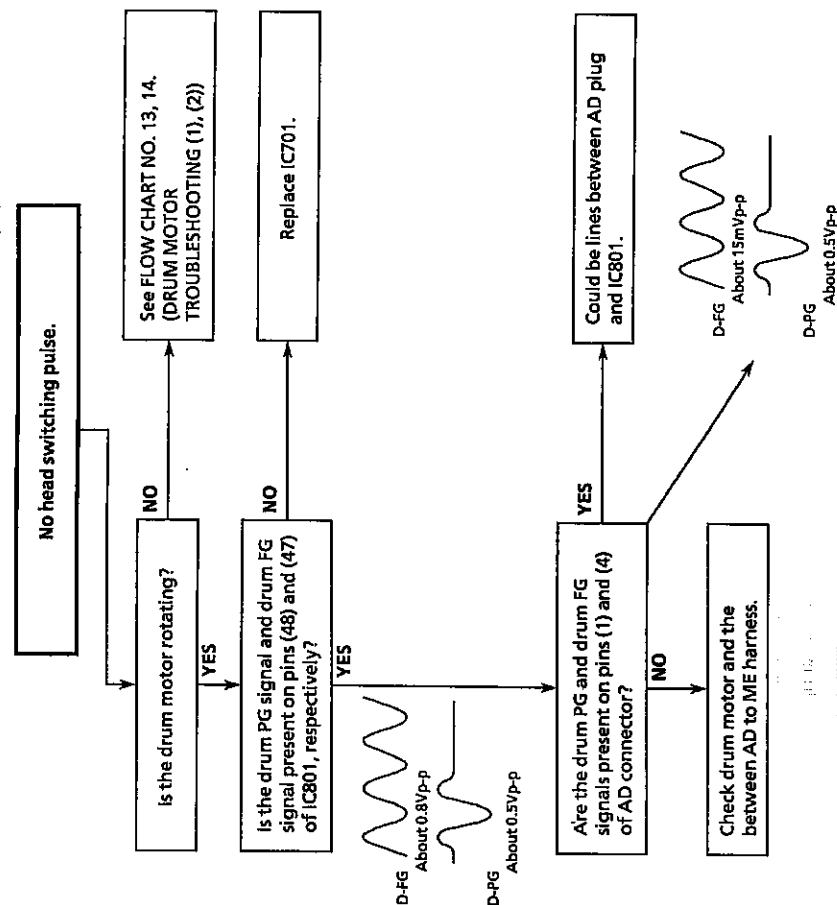 No head switching pulse.
Is the drum motor rotating?
NO
See FLOW CHART NO. 13, 14.
(DRUM MOTOR
TROUBLESHOOTING (1), (2))
YES
Is the drum PG signal and drum FG
signal present on pins (48) and (47)
of IC801, respectively?
NO
Replace IC701.
YES
D-FG
About 0.8Vp-p
D-PG
About 0.5Vp-p
Are the drum PG and drum FG
signals present on pins (1) and (4)
of AD connector?
YES
Could be lines between AD plug
and IC801.
D-FG
About 15mVp-p
D-PG
About 0.5Vp-p
NO
Check drum motor and the
between AD to ME harness.